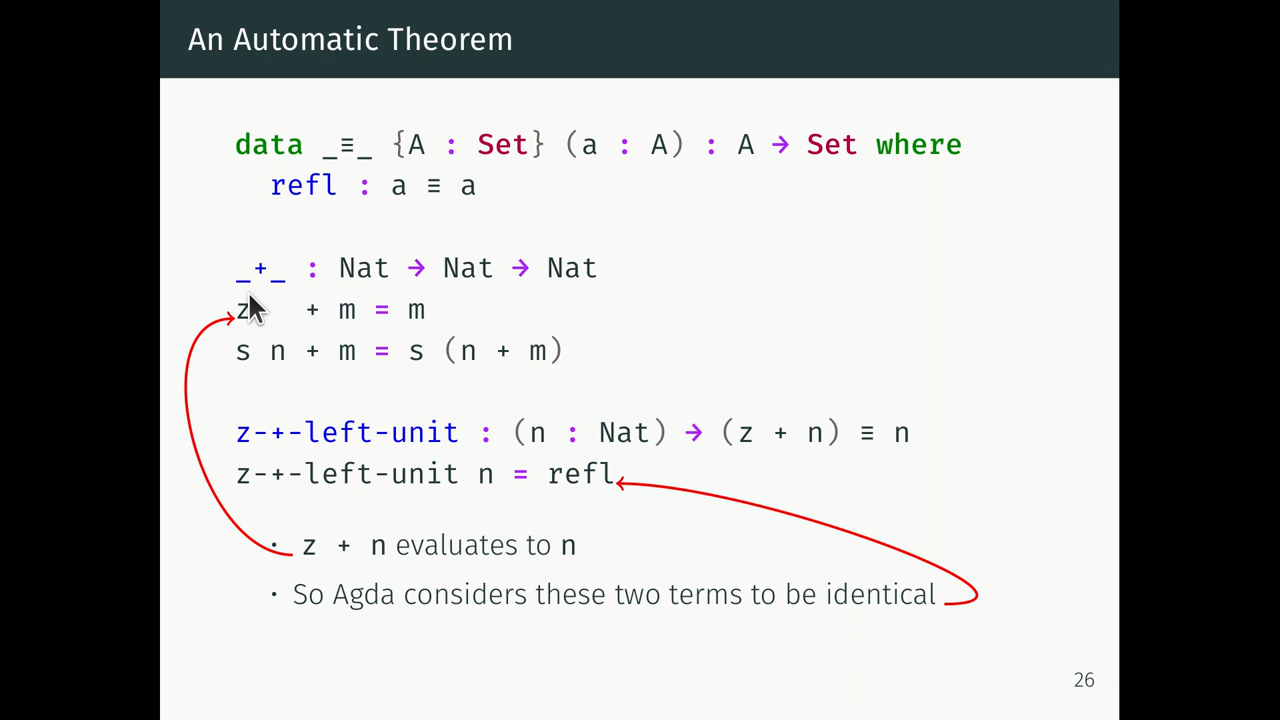 An Automatic Theorem
data _≡_ {A : Set} (a : A) : A → Set where
refl : a ≡ a
_+_ : Nat → Nat → Nat
z + m = m
s n + m = s (n + m)
z-+-left-unit : (n : Nat) → (z + n) ≡ n
z-+-left-unit n = refl
· z + n evaluates to n
· So Agda considers these two terms to be identical
26